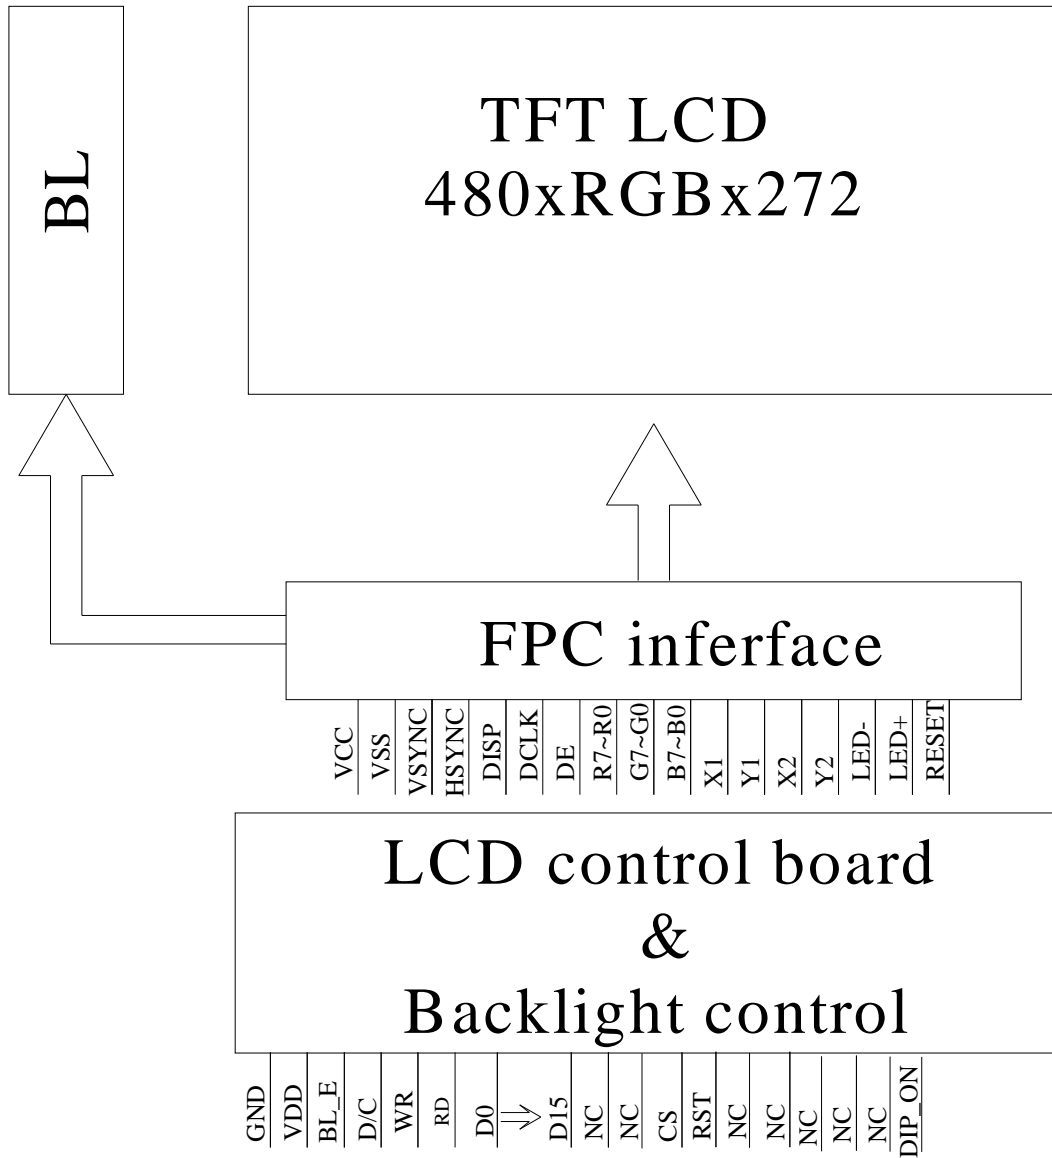 BL
TFT LCD
480xRGBx272
FPC inferface
VCC
VSS
VSYNC
HSYNC
DISP
DCLK
DE
R7~R0
G7~G0
B7~B0
X1
Y1
X2
Y2
LED-
LED+
RESET
LCD control board
&
Backlight control
GND
VDD
BL_E
D/C
WR
RD
D0
D15
NC
NC
CS
RST
NC
NC
NC
NC
NC
DIP_ON